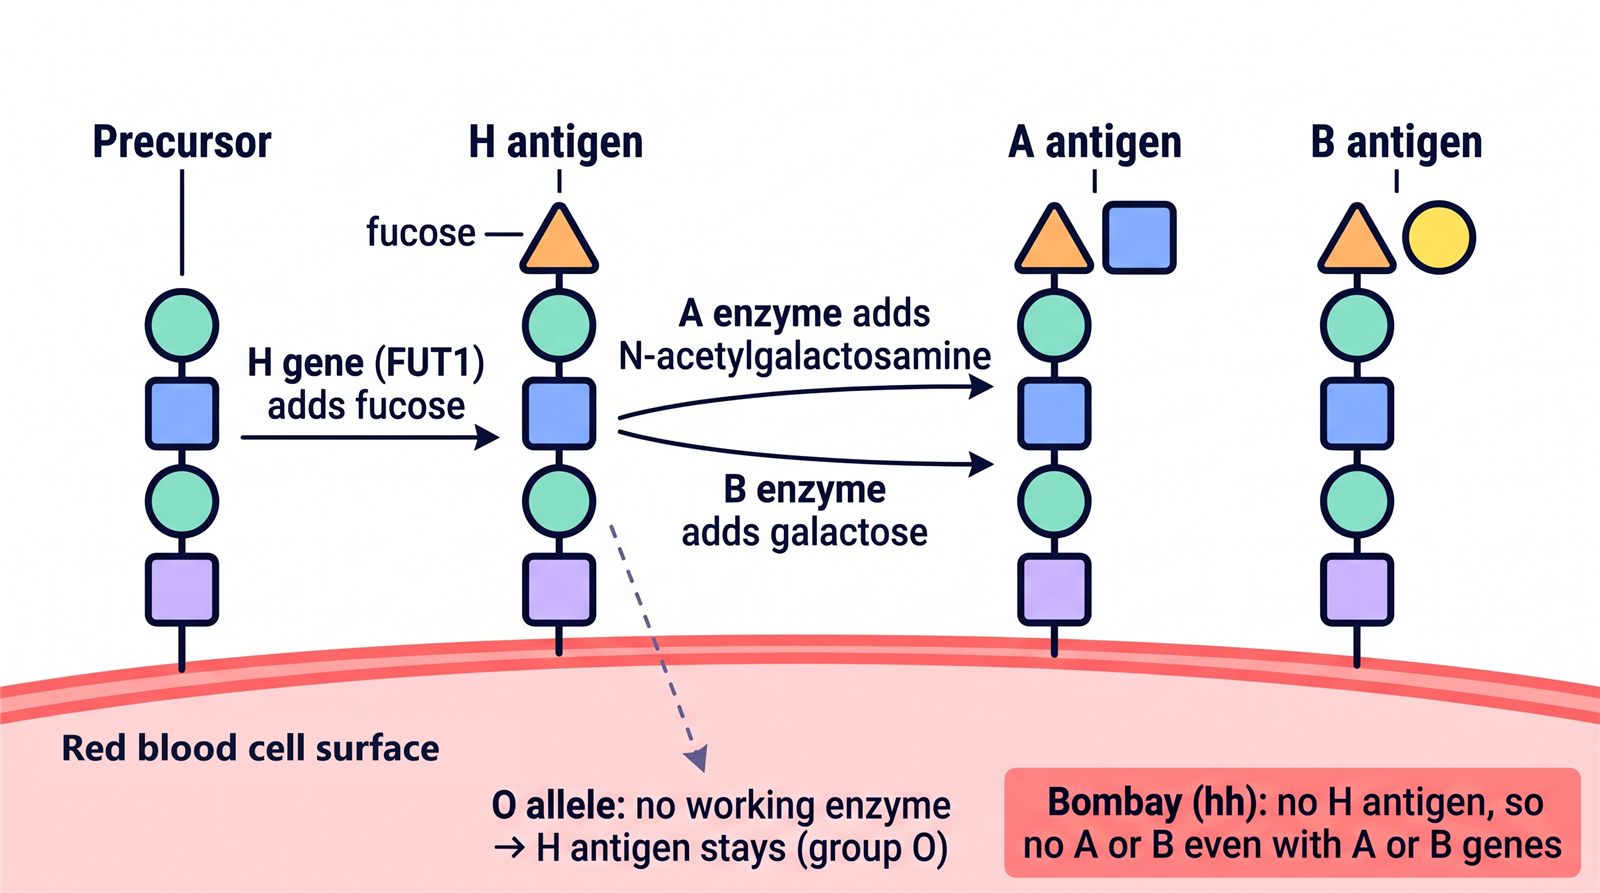 Precursor
H antigen
A antigen
B antigen
fucose
H gene (FUT1)
adds fucose
A enzyme adds
N-acetylgalactosamine
B enzyme
adds galactose
Red blood cell surface
O allele: no working enzyme
→ H antigen stays (group O)
Bombay (hh): no H antigen, so
no A or B even with A or B genes